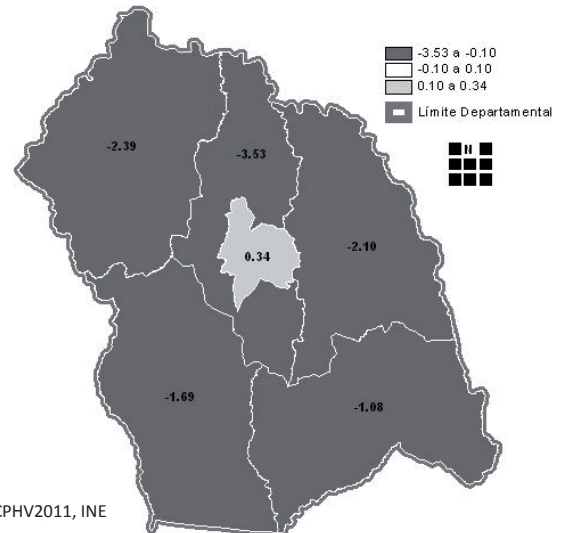 -3.53 a -0.10
-0.10 a 0.10
0.10 a 0.34
Límite Departamental
N
-2.39
-3.53
0.34
-2.10
-1.69
-1.08
CPHV2011, INE